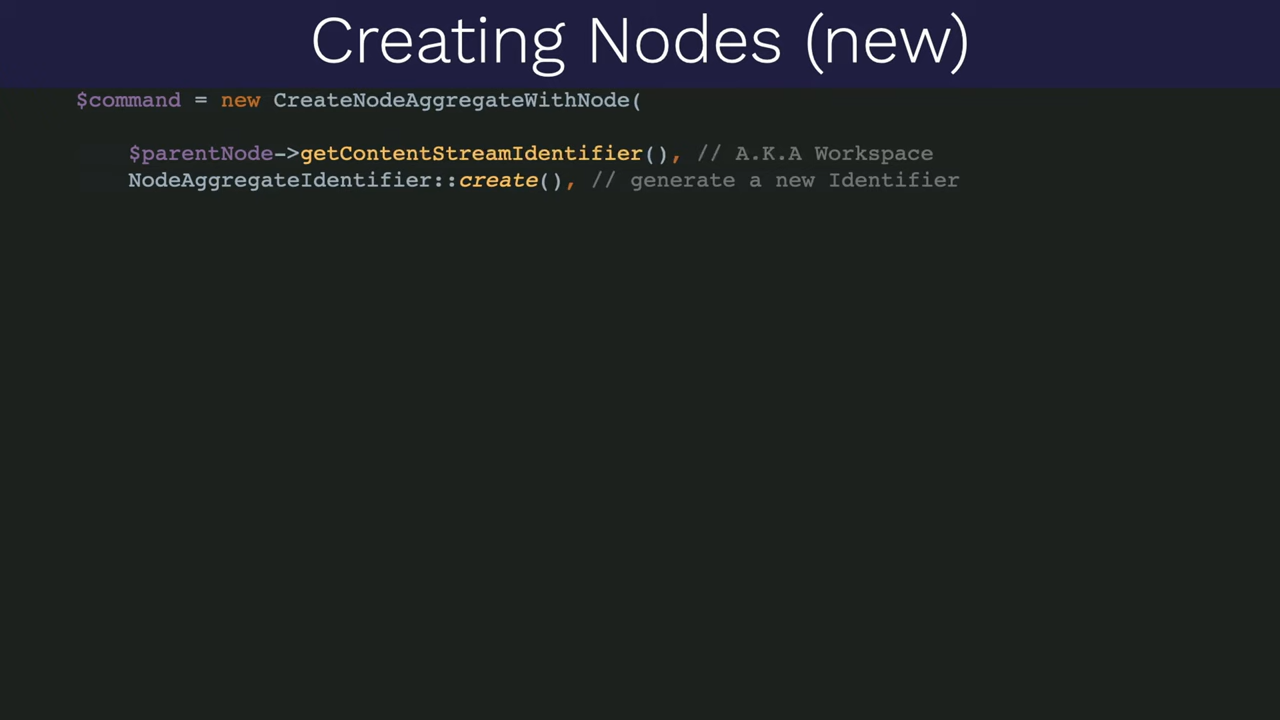 Creating Nodes (new)
$command = new CreateNodeAggregateWithNode(
$parentNode->getContentStreamIdentifier(), // A.K.A Workspace
NodeAggregateIdentifier::create(), // generate a new Identifier